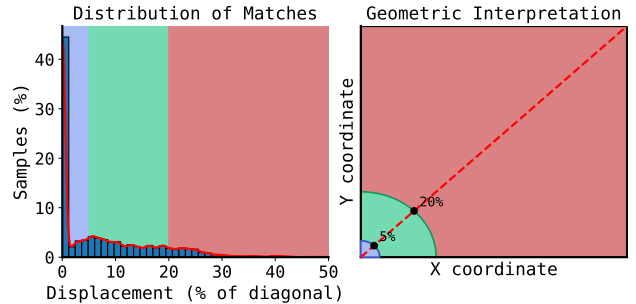 Distribution of Matches
Samples (%)
40
30
20
10
0
0 10 20 30 40 50
Displacement (% of diagonal)
Geometric Interpretation
Y coordinate
20%
5%
X coordinate